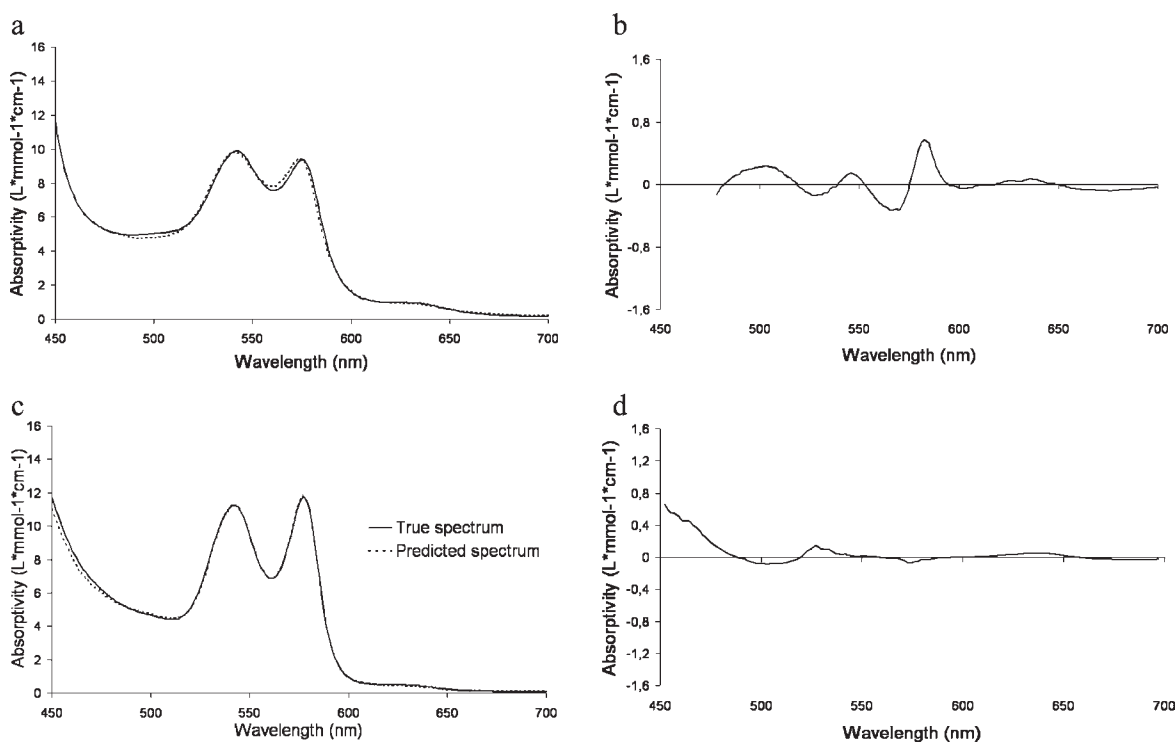 a
16
14
12
10
8
6
4
2
0
450 500 550 600 650 700
Absorptivity (L*mmol-1*cm-1)
Wavelength (nm)
b
1,6
0,8
0
-0,8
-1,6
450 500 550 600 650 700
Absorptivity (L*mmol-1*cm-1)
Wavelength (nm)
c
16
14
12
10
8
6
4
2
0
450 500 550 600 650 700
Absorptivity (L*mmol-1*cm-1)
Wavelength (nm)
True spectrum
Predicted spectrum
d
1,6
1,2
0,8
0,4
0
-0,4
-0,8
-1,2
-1,6
450 500 550 600 650 700
Absorptivity (L*mmol-1*cm-1)
Wavelength (nm)